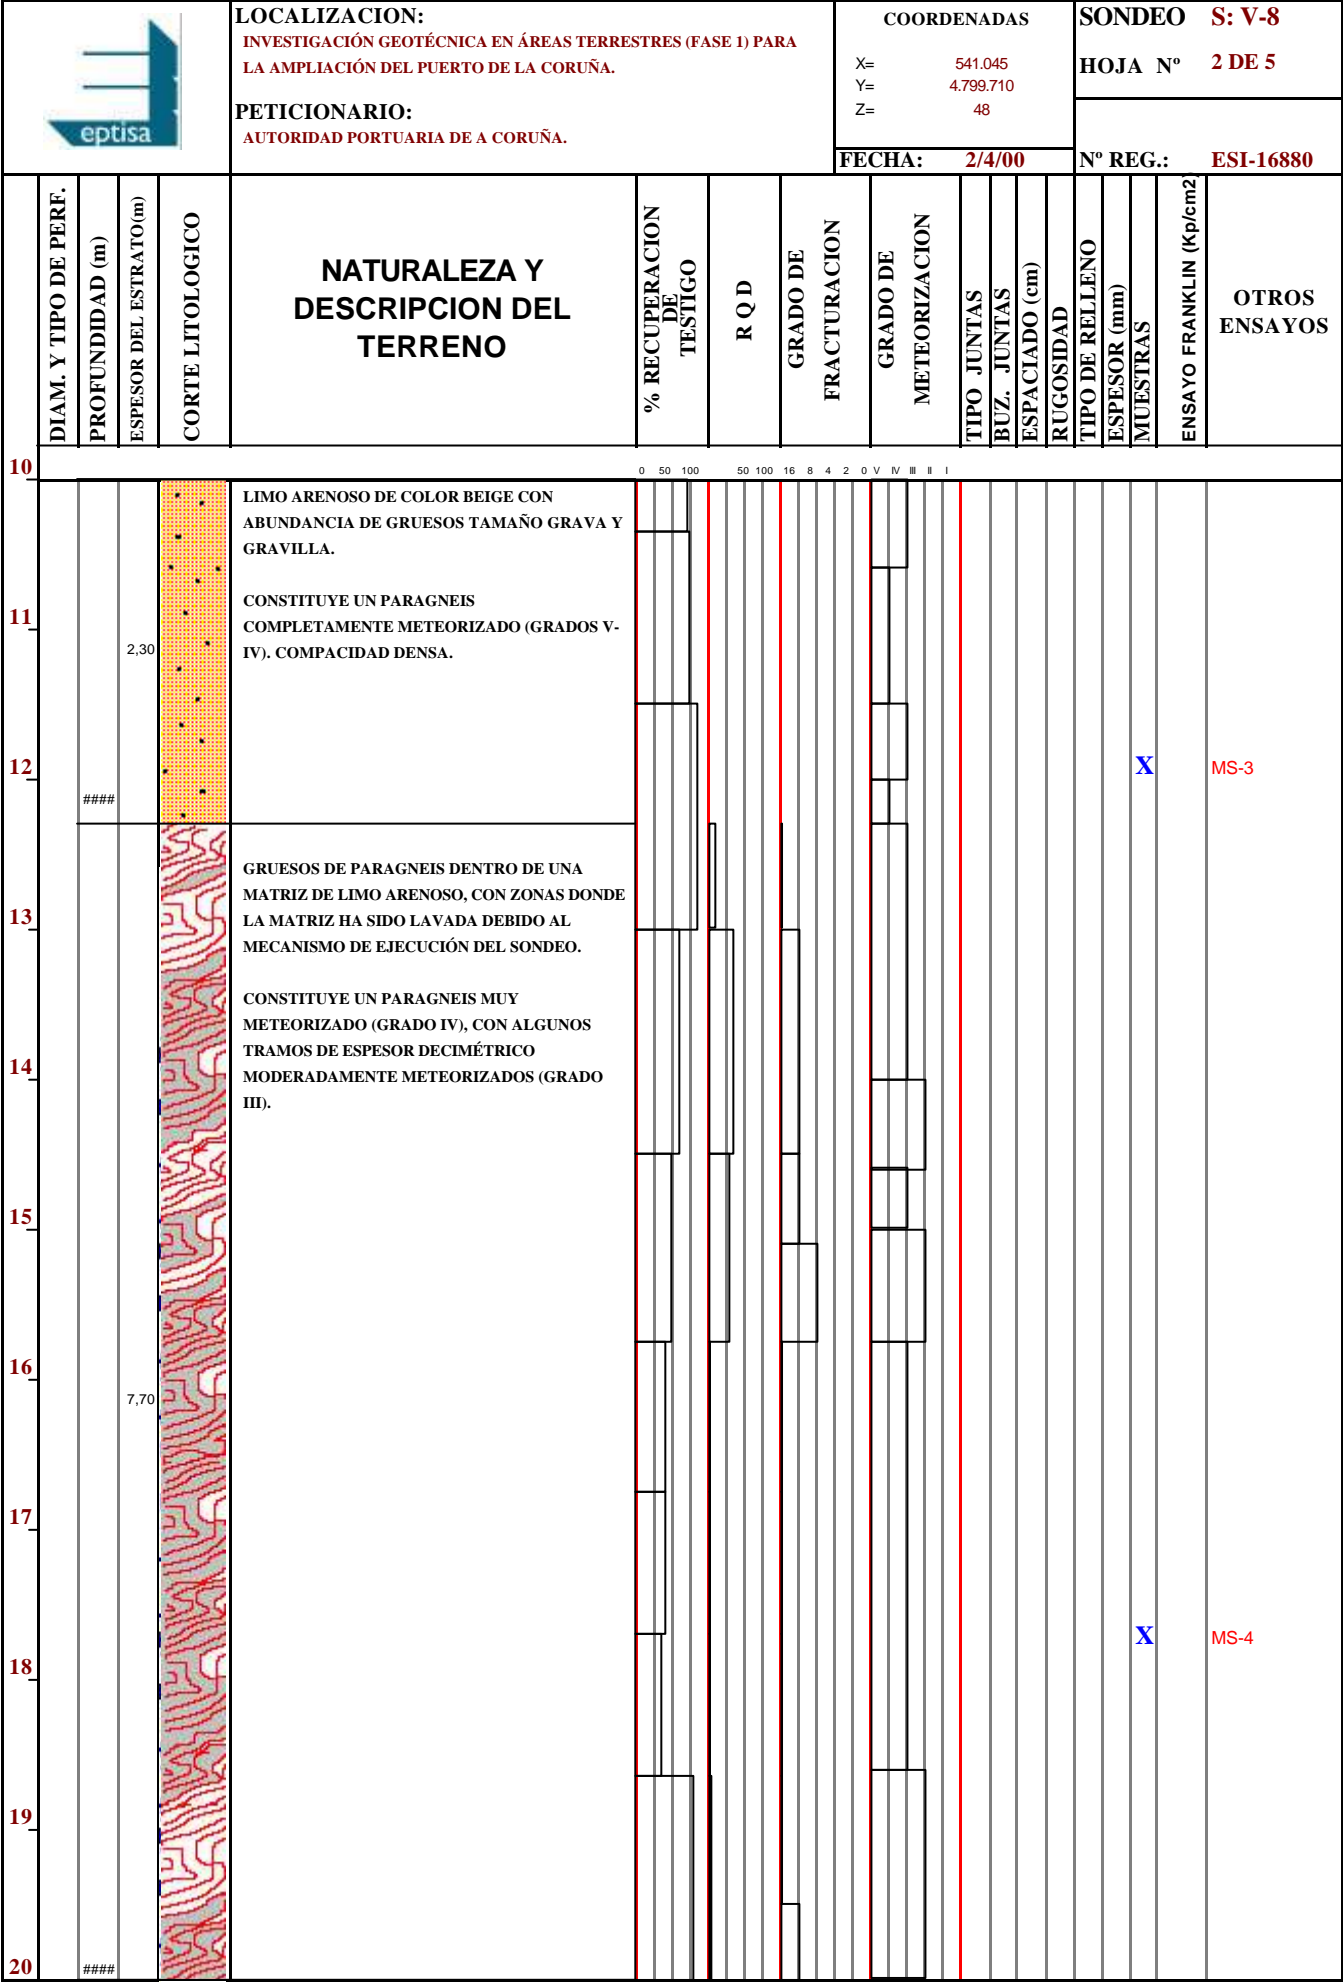 eptisa
LOCALIZACION:
INVESTIGACIÓN GEOTÉCNICA EN ÁREAS TERRESTRES (FASE 1) PARA
LA AMPLIACIÓN DEL PUERTO DE LA CORUÑA.
PETICIONARIO:
AUTORIDAD PORTUARIA DE A CORUÑA.
COORDENADAS
X= 541.045
Y= 4.799.710
Z= 48
FECHA: 2/4/00
SONDEO S: V-8
HOJA Nº 2 DE 5
Nº REG.: ESI-16880
DIAM. Y TIPO DE PERF.
PROFUNDIDAD (m)
ESPESOR DEL ESTRATO(m)
CORTE LITOLOGICO
NATURALEZA Y
DESCRIPCION DEL
TERRENO
% RECUPERACION
DE
TESTIGO
R Q D
GRADO DE
FRACTURACION
GRADO DE
METEORIZACION
TIPO JUNTAS
BUZ. JUNTAS
ESPACIADO (cm)
RUGOSIDAD
TIPO DE RELLENO
ESPESOR (mm)
MUESTRAS
ENSAYO FRANKLIN (Kp/cm2)
OTROS
ENSAYOS
10
0 50 100 50 100 16 8 4 2 0 V IV III II I
LIMO ARENOSO DE COLOR BEIGE CON
ABUNDANCIA DE GRUESOS TAMAÑO GRAVA Y
GRAVILLA.
CONSTITUYE UN PARAGNEIS
COMPLETAMENTE METEORIZADO (GRADOS V-
IV). COMPACIDAD DENSA.
11
2,30
12
X MS-3
####
GRUESOS DE PARAGNEIS DENTRO DE UNA
MATRIZ DE LIMO ARENOSO, CON ZONAS DONDE
LA MATRIZ HA SIDO LAVADA DEBIDO AL
MECANISMO DE EJECUCIÓN DEL SONDEO.
13
CONSTITUYE UN PARAGNEIS MUY
METEORIZADO (GRADO IV), CON ALGUNOS
TRAMOS DE ESPESOR DECIMÉTRICO
MODERADAMENTE METEORIZADOS (GRADO
III).
14
15
16
7,70
17
X MS-4
18
19
20
####